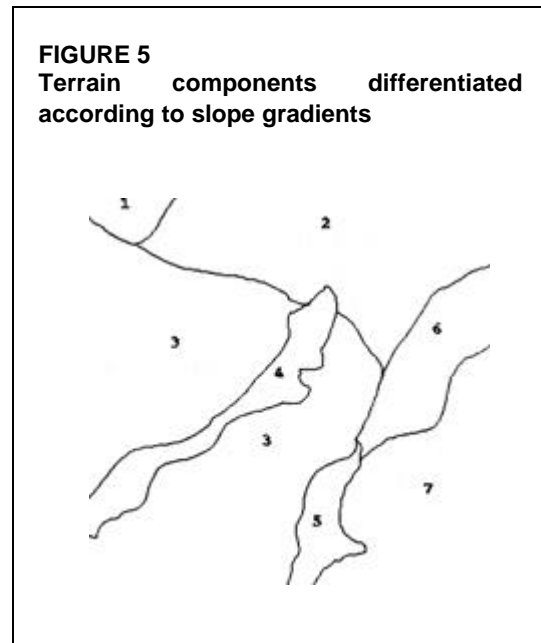 FIGURE 5
Terrain components differentiated
according to slope gradients
1
2
6
3
4
3
7
5